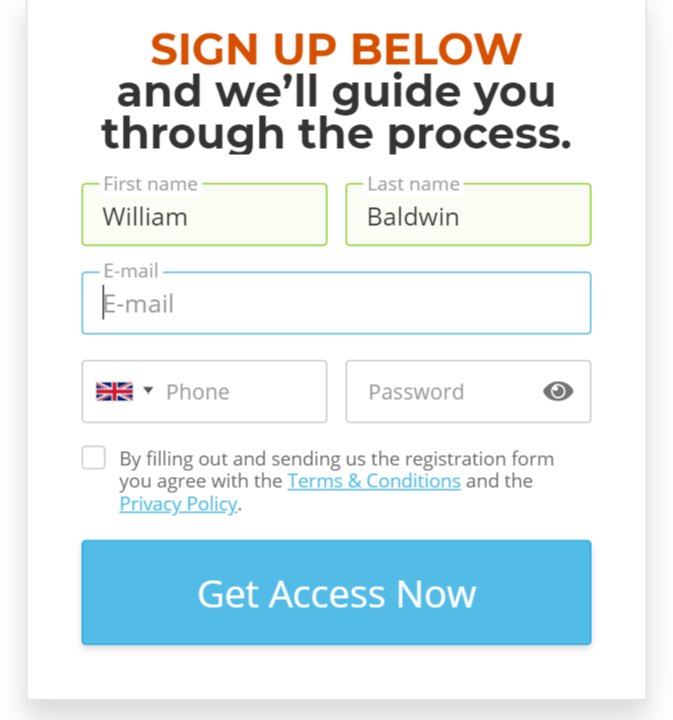 SIGN UP BELOW
and we’ll guide you
through the process.
First name
William
Last name
Baldwin
E-mail
E-mail
Phone
Password
By filling out and sending us the registration form
you agree with the Terms & Conditions and the
Privacy Policy.
Get Access Now